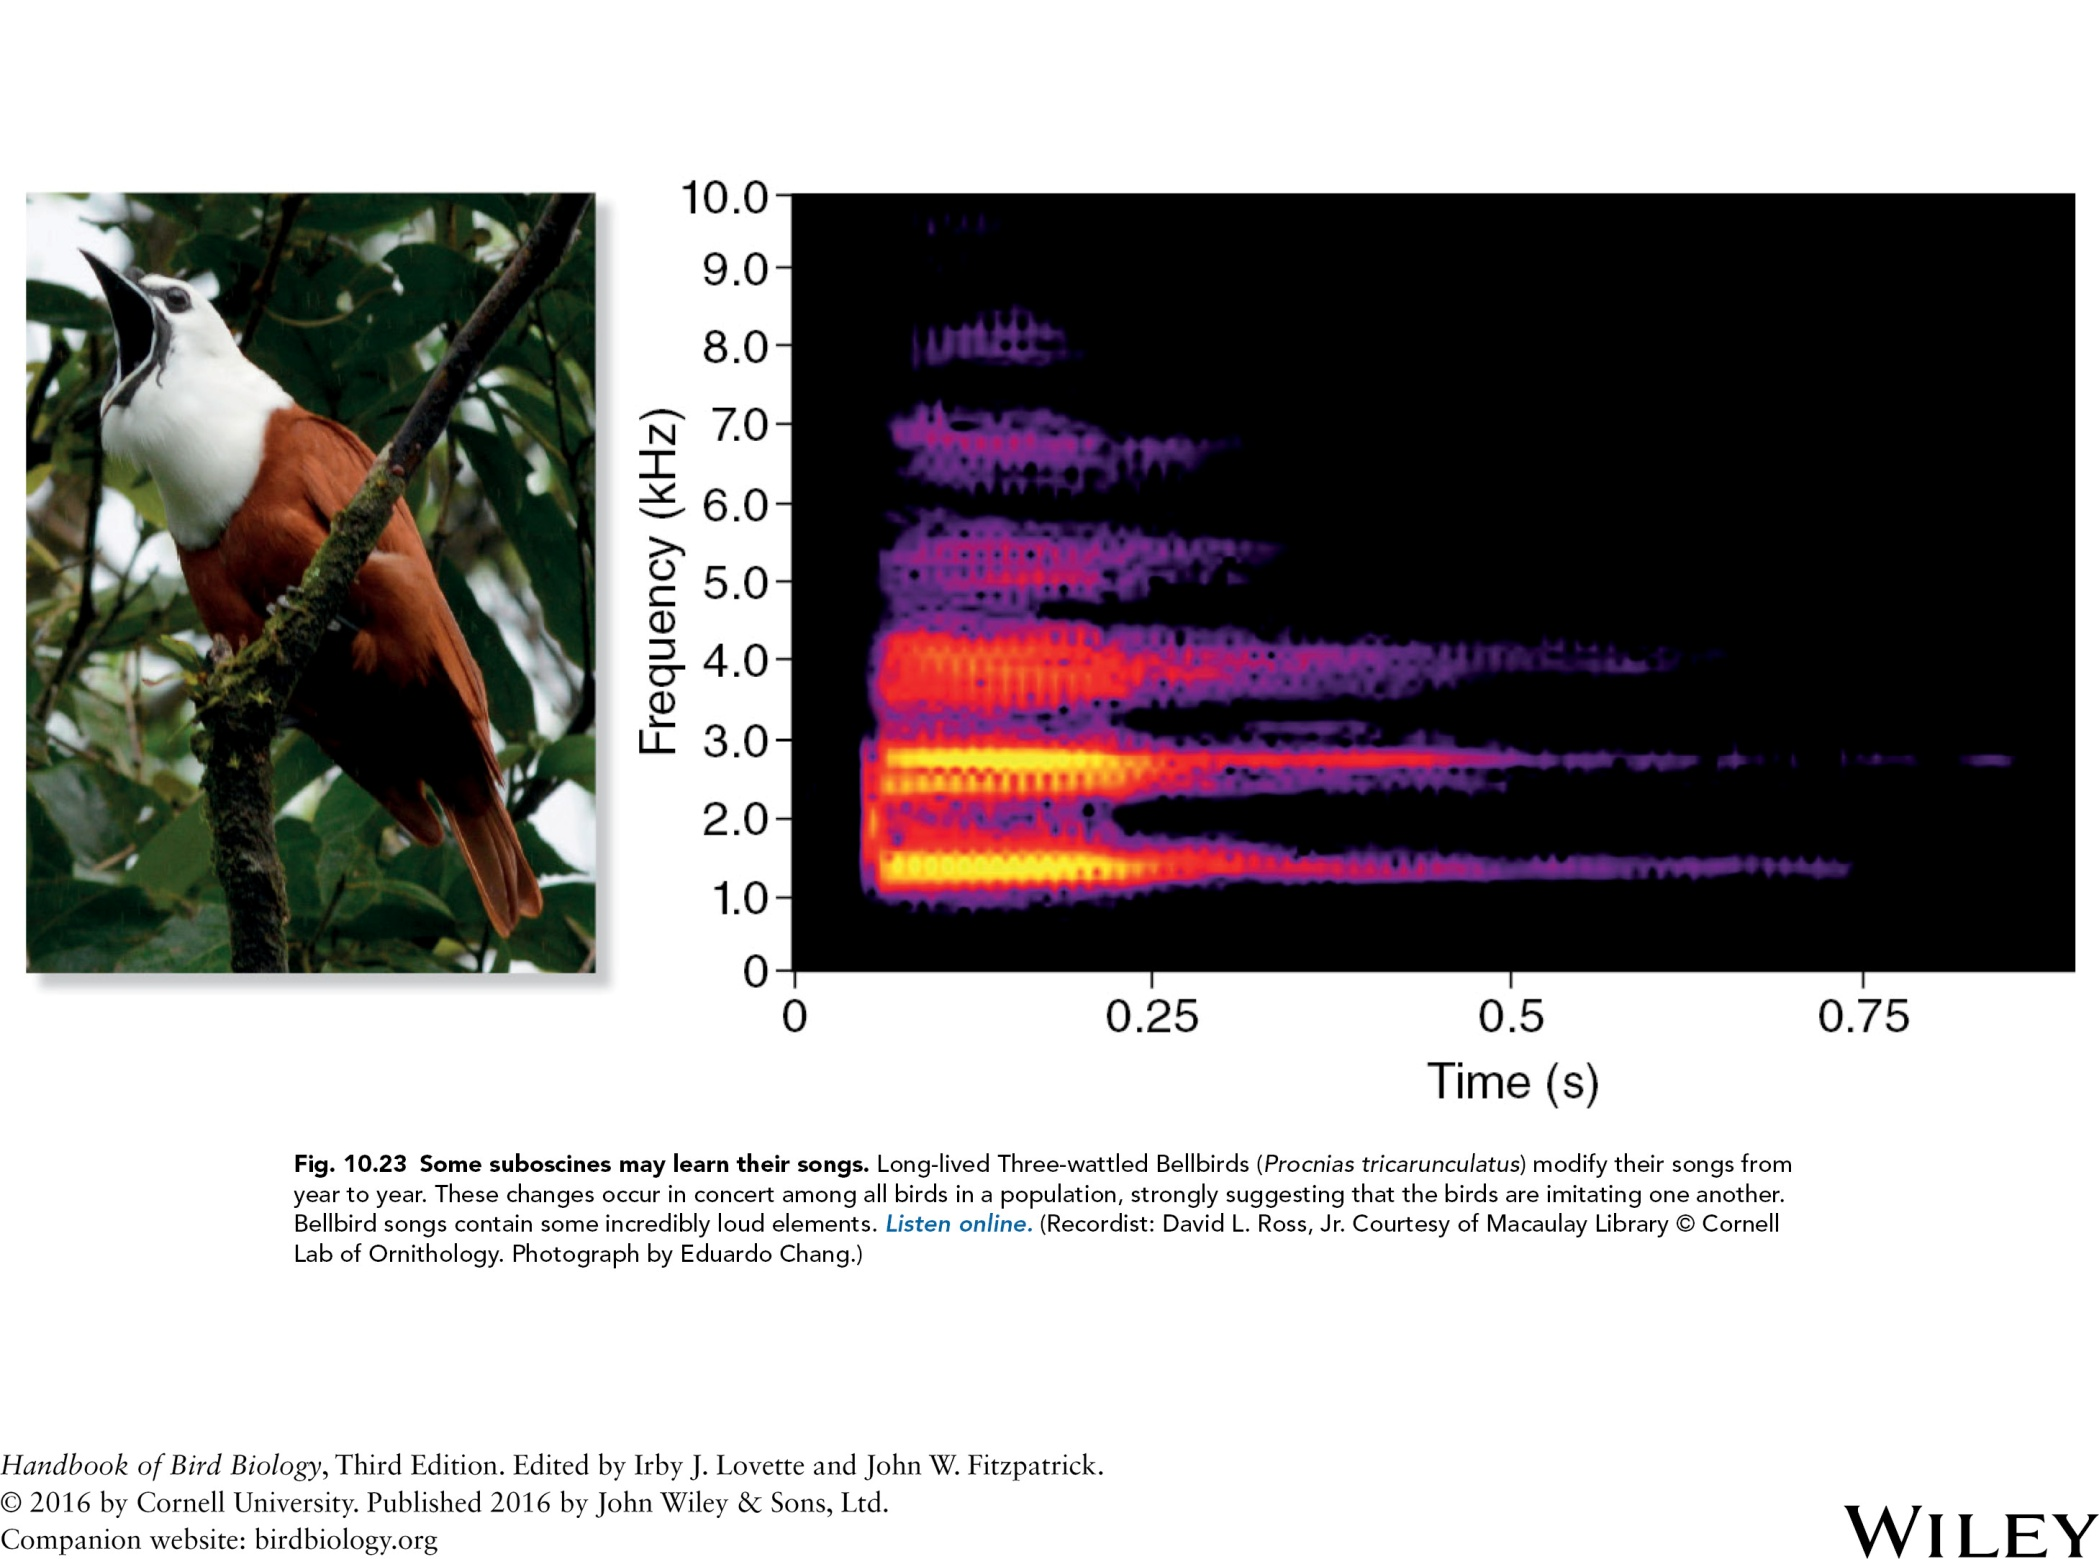 10.0
9.0
8.0
7.0
6.0
5.0
4.0
3.0
2.0
1.0
0
Frequency (kHz)
0 0.25 0.5 0.75
Time (s)
Fig. 10.23 Some suboscines may learn their songs. Long-lived Three-wattled Bellbirds (Procnias tricarunculatus) modify their songs from
year to year. These changes occur in concert among all birds in a population, strongly suggesting that the birds are imitating one another.
Bellbird songs contain some incredibly loud elements. Listen online. (Recordist: David L. Ross, Jr. Courtesy of Macaulay Library © Cornell
Lab of Ornithology. Photograph by Eduardo Chang.)
Handbook of Bird Biology, Third Edition. Edited by Irby J. Lovette and John W. Fitzpatrick.
© 2016 by Cornell University. Published 2016 by John Wiley & Sons, Ltd.
Companion website: birdbiology.org
WILEY